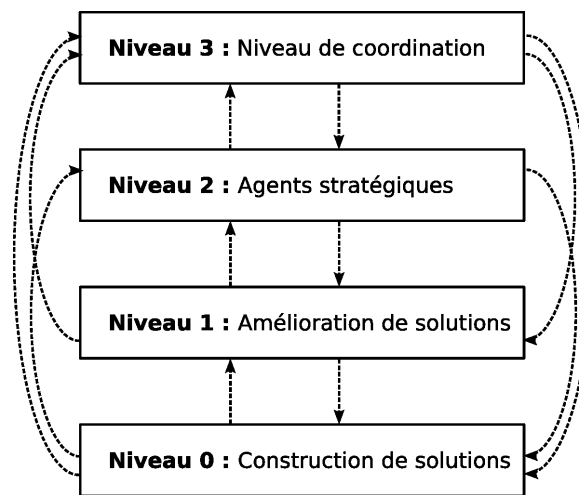 Niveau 3 : Niveau de coordination
Niveau 2 : Agents stratégiques
Niveau 1 : Amélioration de solutions
Niveau 0 : Construction de solutions